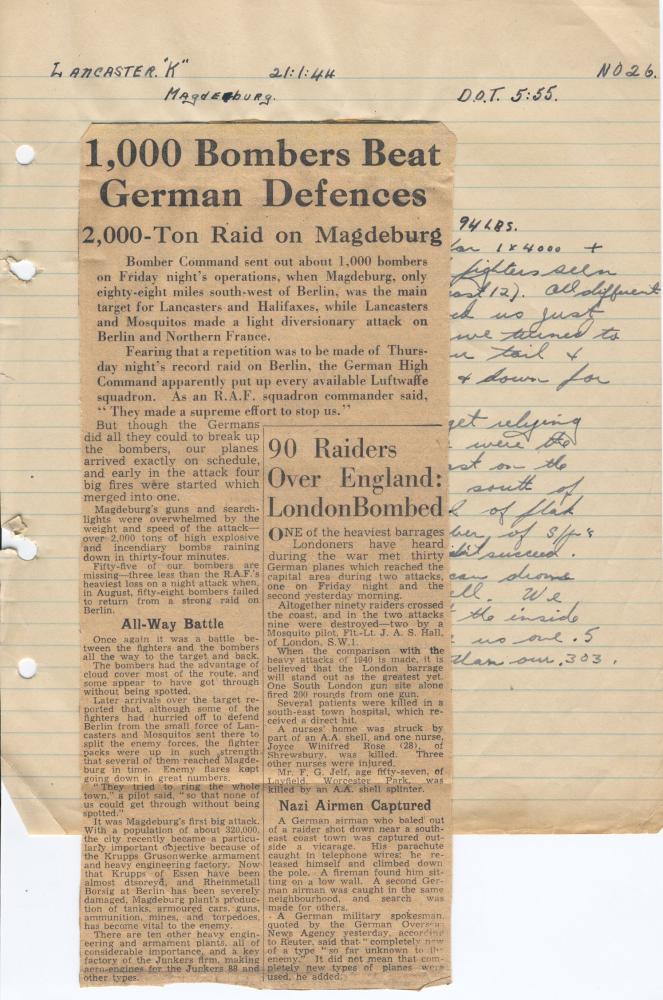 LANCASTER. "K" 21:1:44 NO 26.
Magdeburg. D.O.T. 5:55.
1,000 Bombers Beat
German Defences
2,000-Ton Raid on Magdeburg
Bomber Command sent out about 1,000 bombers
on Friday night's operations, when Magdeburg, only
eighty-eight miles south-west of Berlin, was the main
target for Lancasters and Halifaxes, while Lancasters
and Mosquitos made a light diversionary attack on
Berlin and Northern France.
Fearing that a repetition was to be made of Thurs-
day night's record raid on Berlin, the German High
Command apparently put up every available Luftwaffe
squadron. As an R.A.F. squadron commander said,
"They made a supreme effort to stop us."
But though the Germans
did all they could to break up
the bombers, our planes
arrived exactly on schedule,
and early in the attack four
big fires were started which
merged into one.
Magdeburg's guns and search-
lights were overwhelmed by the
weight and speed of the attack—
over 2,000 tons of high explosive
and incendiary bombs raining
down in thirty-four minutes.
Fifty-five of our bombers are
missing—three less than the R.A.F.'s
heaviest loss on a night attack when,
in August, fifty-eight bombers failed
to return from a strong raid on
Berlin.
All-Way Battle
Once again it was a battle be-
tween the fighters and the bombers
all the way to the target and back.
The bombers had the advantage of
cloud cover most of the route, and
some appear to have got through
without being spotted.
Later arrivals over the target re-
ported that, although some of the
fighters had hurried off to defend
Berlin from the small force of Lan-
casters and Mosquitos sent there to
split the enemy forces, the fighter
packs were up in such strength
that several of them reached Magde-
burg in time. Enemy flares kept
going down in great numbers.
"They tried to ring the whole
town," a pilot said, "so that none of
us could get through without being
spotted."
It was Magdeburg's first big attack.
With a population of about 320,000,
the city recently became a particu-
larly important objective because of
the Krupps Grusonwerke armament
and heavy engineering factory. Now
that Krupps of Essen have been
almost dtsoreyd, and Rheinmetall
Borsig at Berlin has been severely
damaged, Magdeburg plant's produc-
tion of tanks, armoured cars, guns,
ammunition, mines, and torpedoes,
has become vital to the enemy.
There are ten other heavy engin-
eering and armament plants, all of
considerable importance, and a key
factory of the Junkers firm, making
aero-engines for the Junkers 88 and
other types.
90 Raiders
Over England:
London Bombed
ONE of the heaviest barrages
Londoners have heard
during the war met thirty
German planes which reached the
capital area during two attacks,
one on Friday night and the
second yesterday morning.
Altogether ninety raiders crossed
the coast, and in the two attacks
nine were destroyed—two by a
Mosquito pilot, Flt.-Lt. J. A. S. Hall,
of London, S.W.1.
When the comparison with the
heavy attacks of 1940 is made, it is
believed that the London barrage
will stand out as the greatest yet.
One South London gun site alone
fired 200 rounds from one gun.
Several patients were killed in a
south-east town hospital, which re-
ceived a direct hit.
A nurses' home was struck by
part of an A.A. shell, and one nurse,
Joyce Winifred Rose (28), of
Shrewsbury, was killed. Three
other nurses were injured.
Mr. F. G. Jelf, age fifty-seven, of
Layfield, Worcester Park, was
killed by an A.A. shell splinter.
Nazi Airmen Captured
A German airman who baled out
of a raider shot down near a south-
east coast town was captured out-
side a vicarage. His parachute
caught in telephone wires; he re-
leased himself and climbed down
the pole. A fireman found him sit-
ting on a low wall. A second Ger-
man airman was caught in the same
neighbourhood, and search was
made for others.
A German military spokesman,
quoted by the German Oversea
News Agency yesterday, according
to Reuter, said that "completely new
of a type "so far unknown to the
enemy." It did not mean that com-
pletely new types of planes were
used, he added.
94 LBS.
1 x 4000 +
fighters seen
12). All different
us just
we turned to
tail &
& down for
get relying
were the
on the
south of
of flak
of S/L's
succeed.
can drome
We
the inside
us one .5
than our .303.